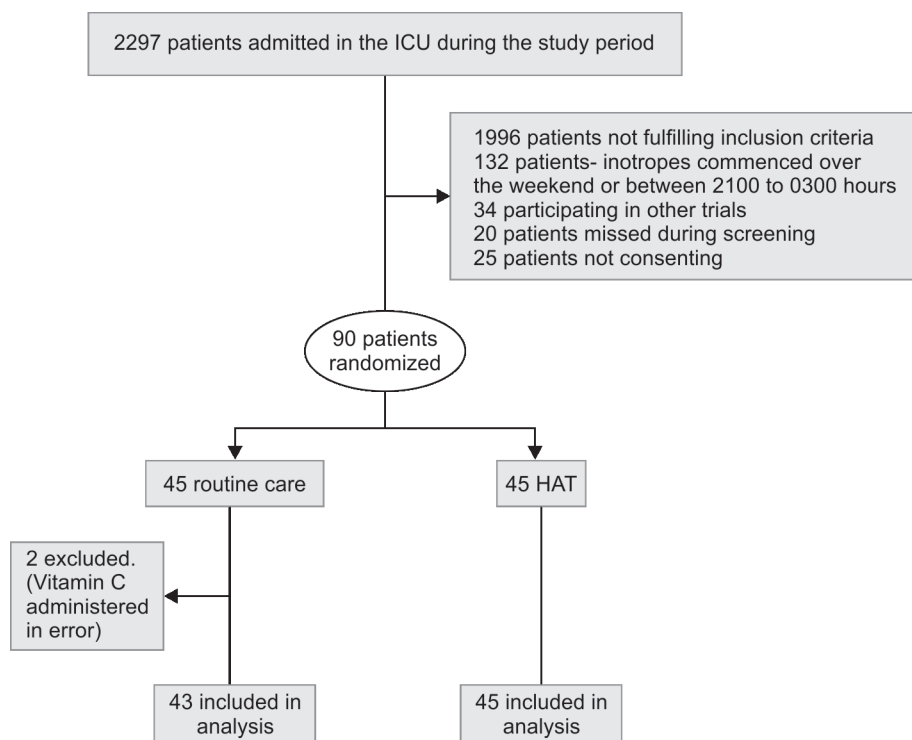 2297 patients admitted in the ICU during the study period
1996 patients not fulfilling inclusion criteria
132 patients- inotropes commenced over
the weekend or between 2100 to 0300 hours
34 participating in other trials
20 patients missed during screening
25 patients not consenting
90 patients
randomized
45 routine care
45 HAT
2 excluded.
(Vitamin C
administered
in error)
43 included in
analysis
45 included in
analysis